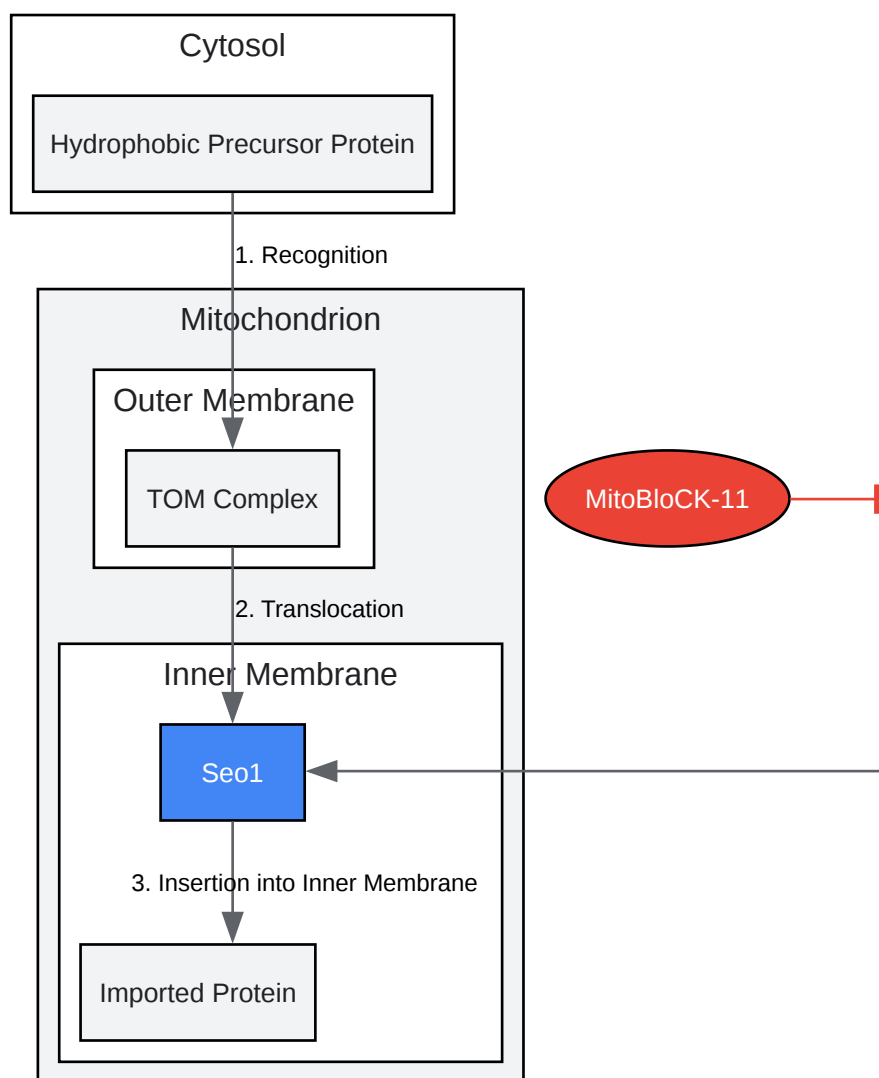 Cytosol
Hydrophobic Precursor Protein
1. Recognition
Mitochondrion
Outer Membrane
TOM Complex
MitoBloCK-11
2. Translocation
Inner Membrane
Seo1
3. Insertion into Inner Membrane
Imported Protein